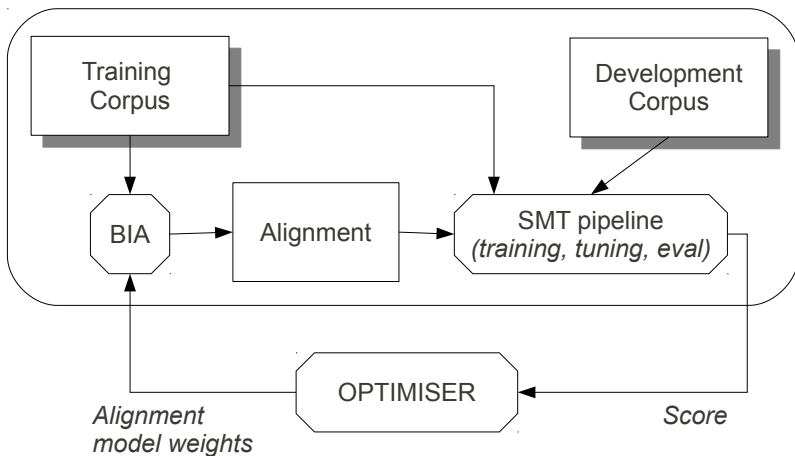 Training
Corpus
Development
Corpus
BIA
Alignment
SMT pipeline
(training, tuning, eval)
OPTIMISER
Alignment
model weights
Score